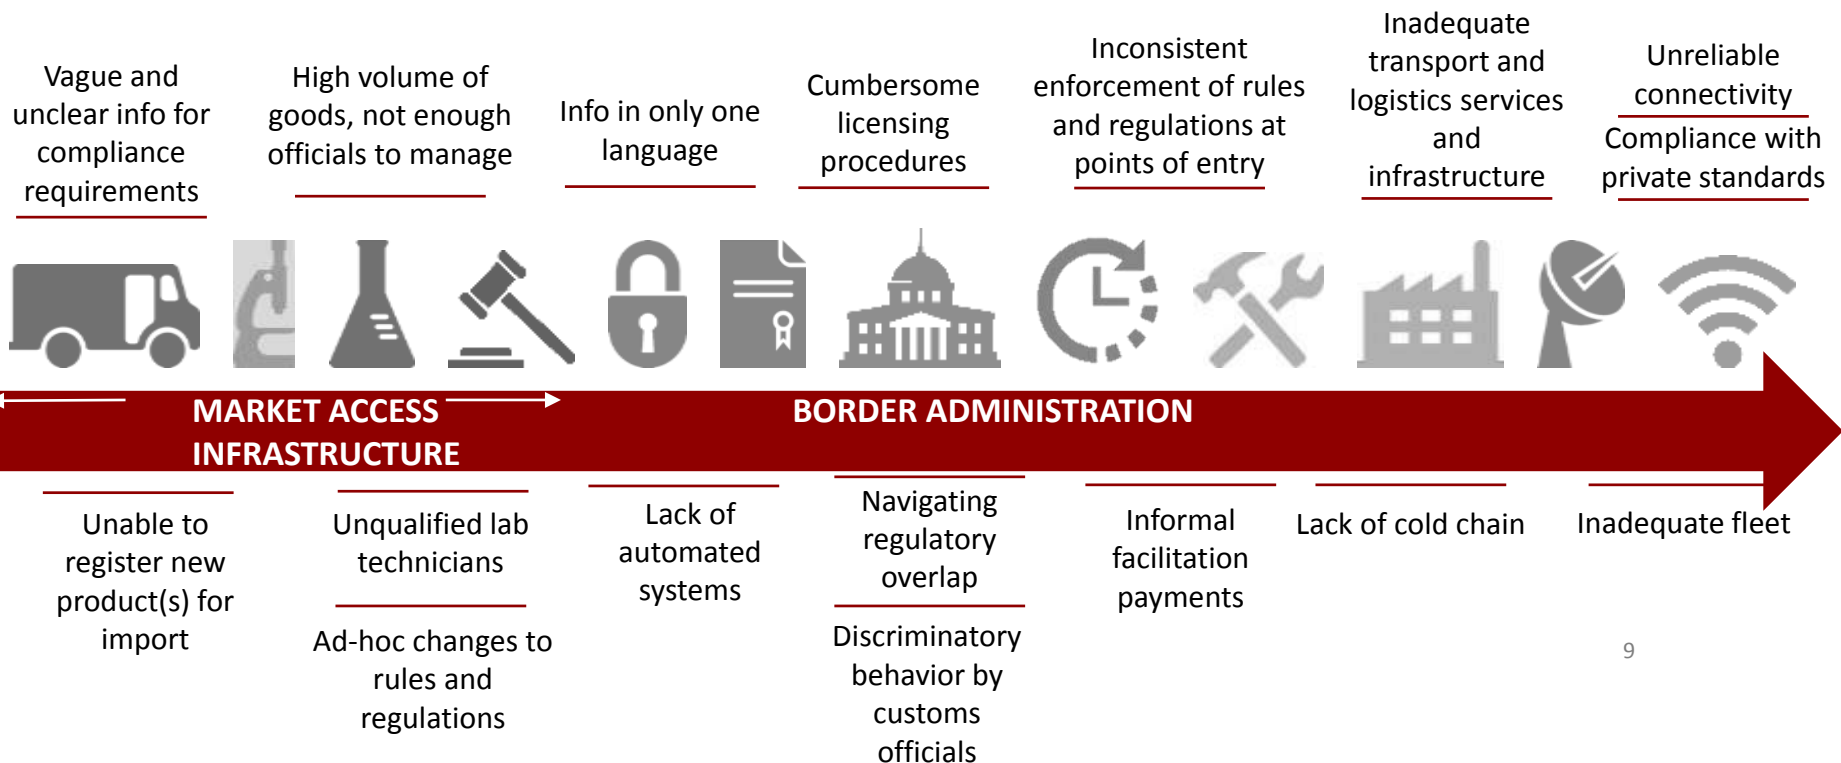 Vague and
unclear info for
compliance
requirements
High volume of
goods, not enough
officials to manage
Info in only one
language
Cumbersome
licensing
procedures
Inconsistent
enforcement of rules
and regulations at
points of entry
Inadequate
transport and
logistics services
and
infrastructure
Unreliable
connectivity
Compliance with
private standards
MARKET ACCESS
INFRASTRUCTURE
BORDER ADMINISTRATION
Unable to
register new
product(s) for
import
Unqualified lab
technicians
Ad-hoc changes to
rules and
regulations
Lack of
automated
systems
Navigating
regulatory
overlap
Discriminatory
behavior by
customs
officials
Informal
facilitation
payments
Lack of cold chain
Inadequate fleet
9